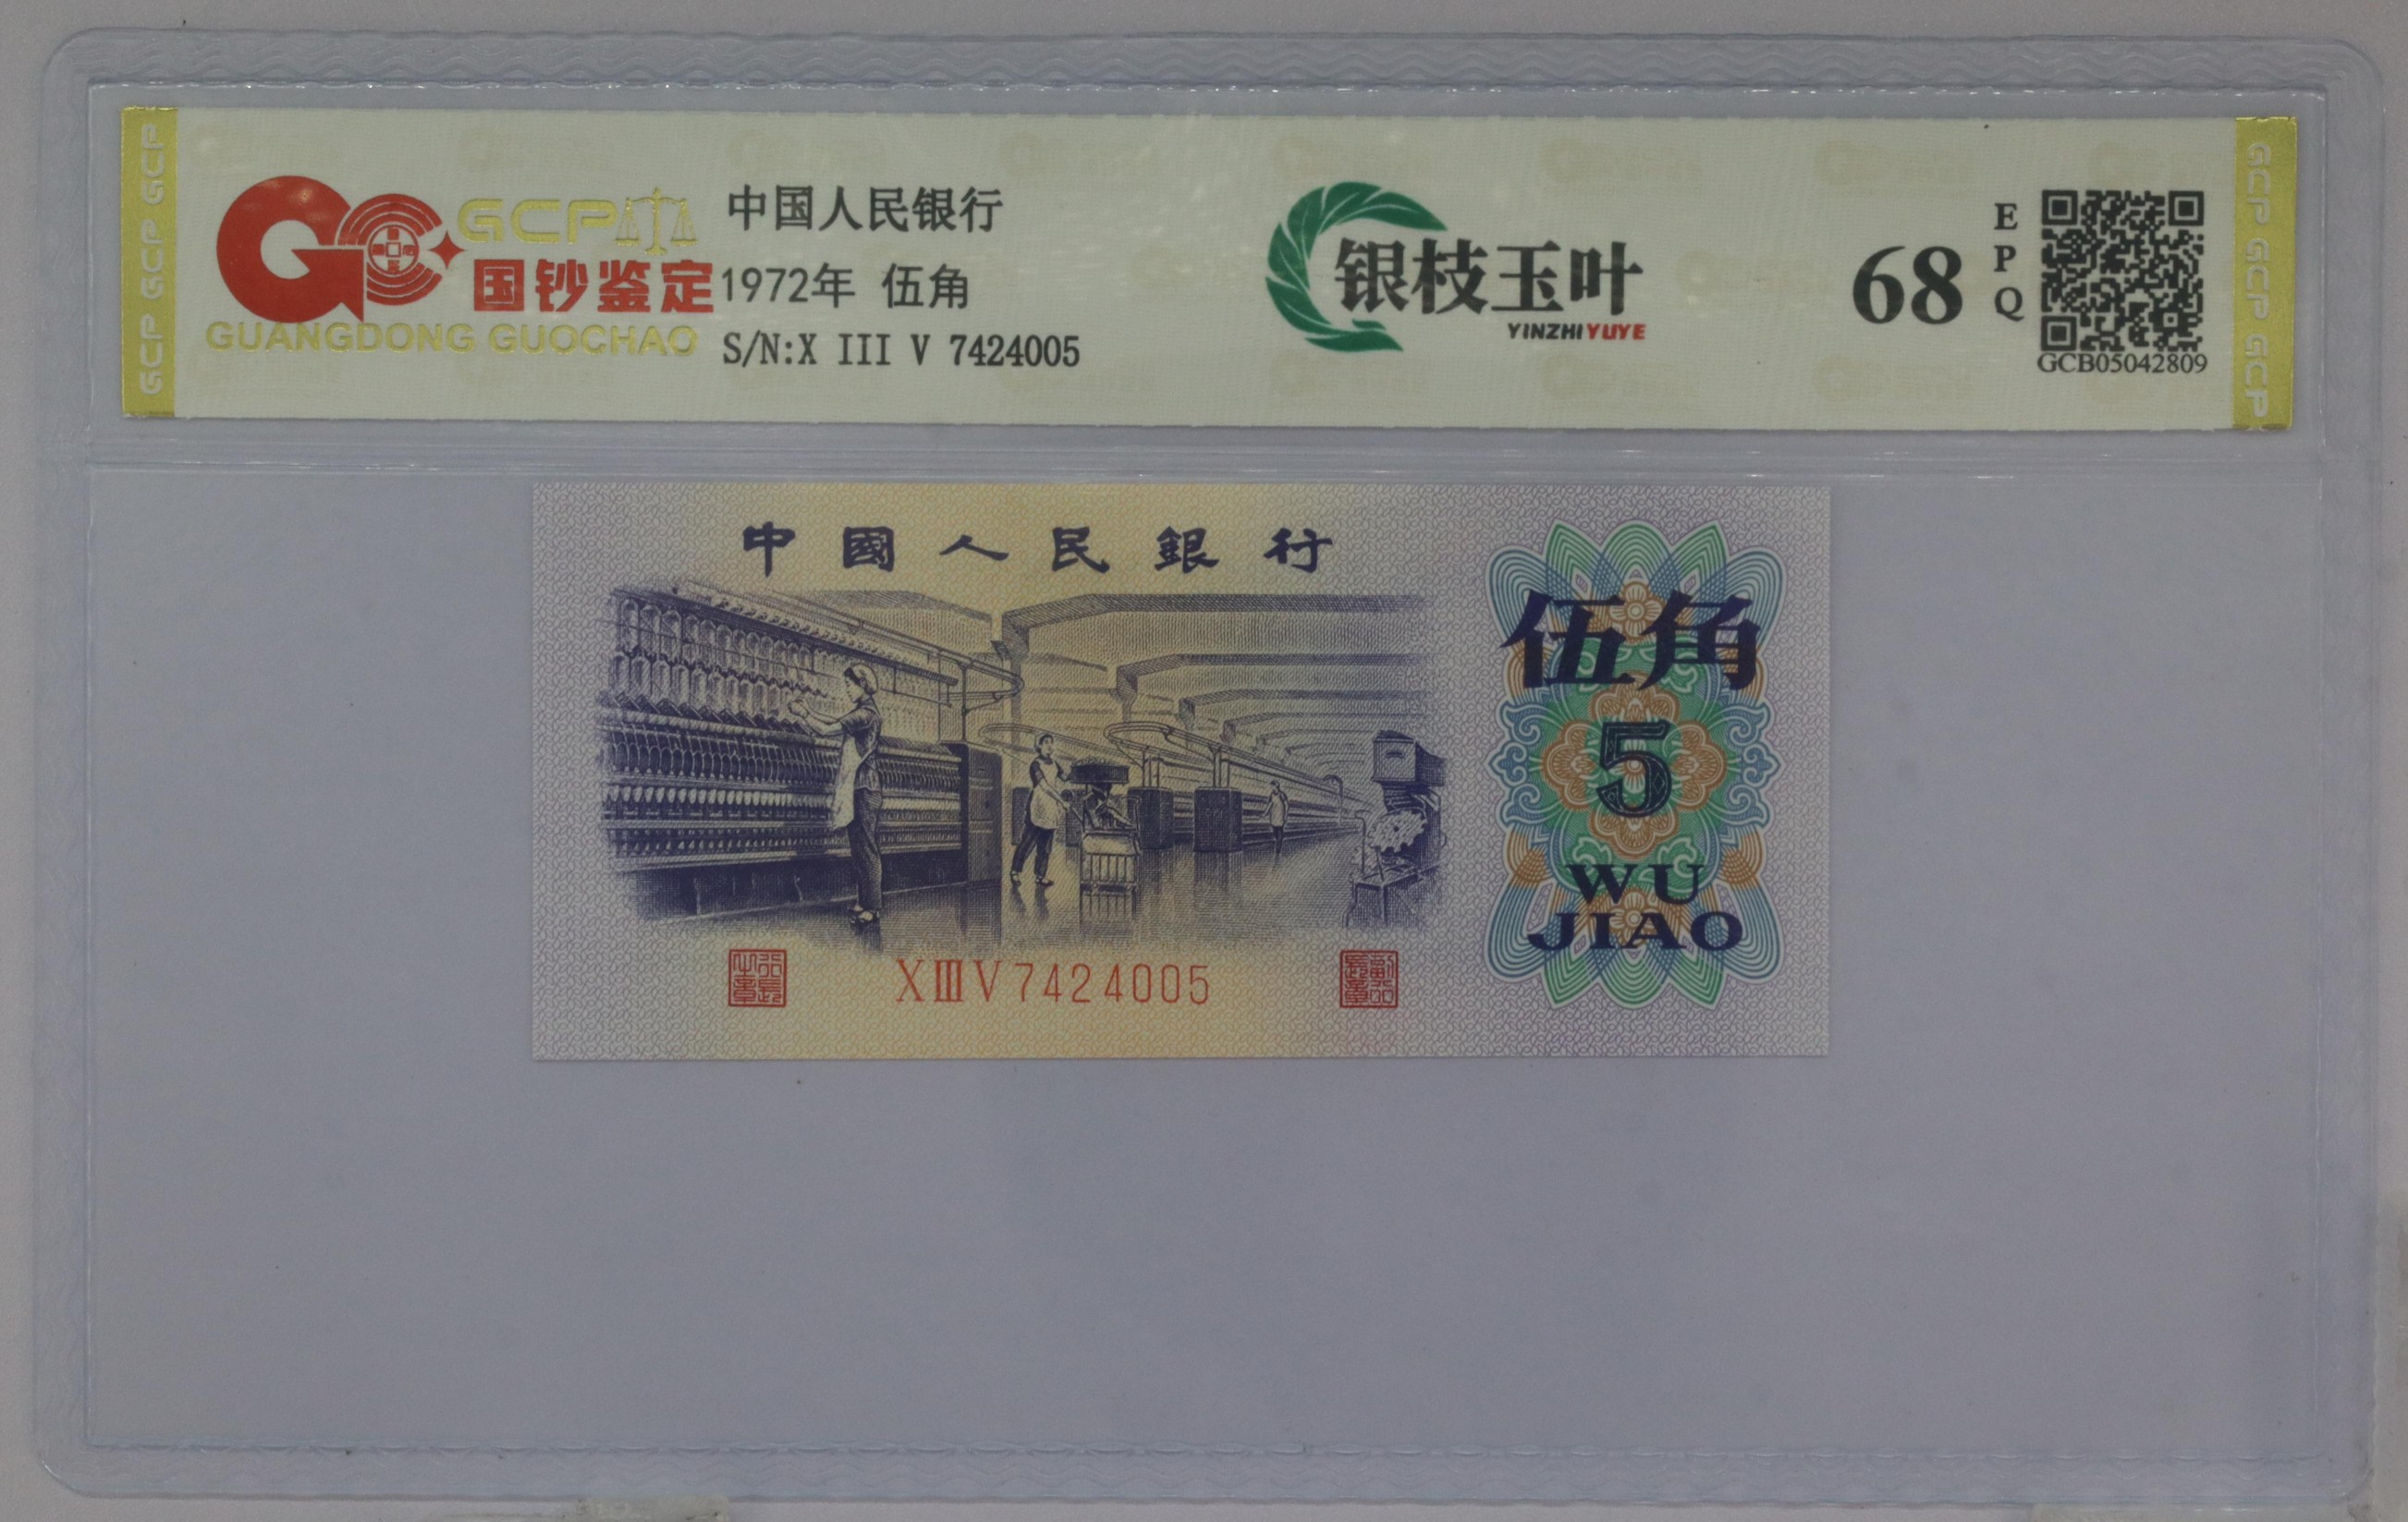 GCP GCP GCP
GCP
国钞鉴定
GUANGDONG GUOCHAO
中国人民银行
1972年 伍角
S/N:X III V 7424005
银枝玉叶
YINZHIYUYE
68
EPQ
GCB05042809
GCP GCP GCP
中國人民銀行
伍角
5
WU
JIAO
XⅢV7424005